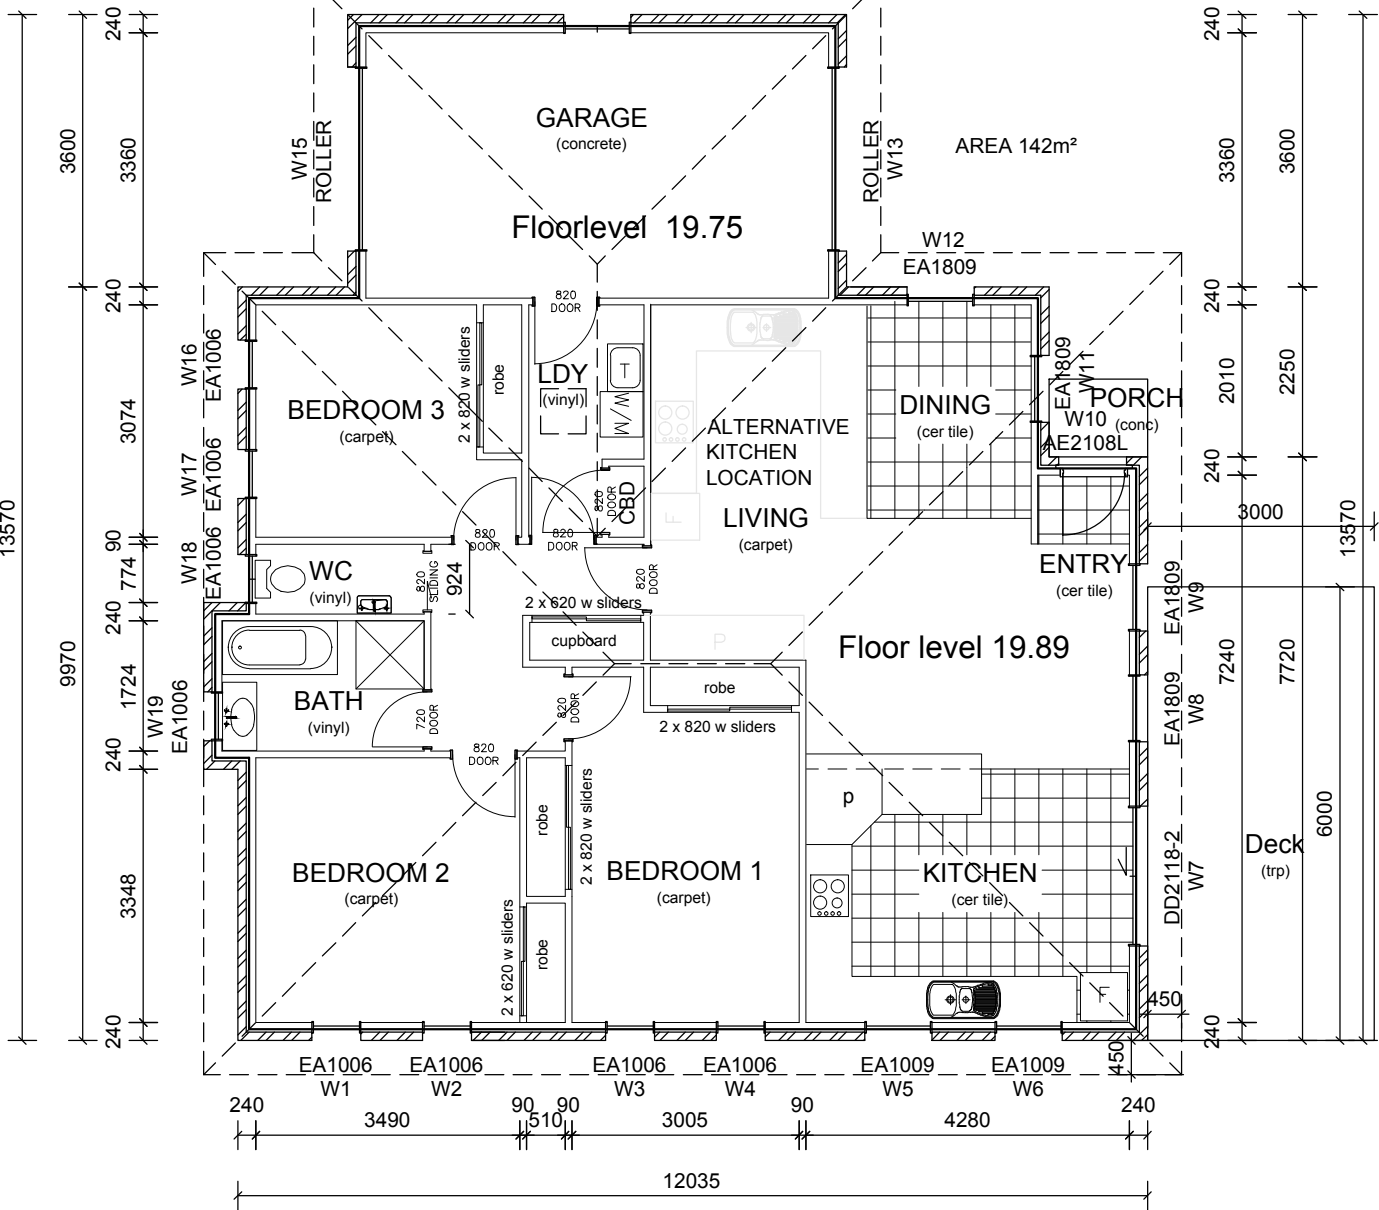 240
240
3600
3360
W15
ROLLER
GARAGE
(concrete)
ROLLER
W13
AREA 142m²
3360
3600
Floorlevel 19.75
W12
EA1809
240
820
DOOR
240
W16
EA1006
3074
BEDROOM 3
(carpet)
2 x 820 w sliders
robe
LDY
(vinyl)
T
W/M
ALTERNATIVE
KITCHEN
LOCATION
DINING
(cer tile)
EA1809
W11
PORCH
(conc)
W10
AE2108L
2010
2250
W17
EA1006
820
DOOR
CBD
F
LIVING
(carpet)
240
3000
13570
13570
90
W18
EA1006
774
820
DOOR
820
DOOR
WC
(vinyl)
820
SLIDING
924
820
DOOR
ENTRY
(cer tile)
EA1809
W9
240
2 x 620 w sliders
cupboard
P
Floor level 19.89
7240
7720
9970
1724
W19
EA1006
BATH
(vinyl)
720
DOOR
820
DOOR
robe
2 x 820 w sliders
EA1809
W8
240
820
DOOR
p
6000
3348
BEDROOM 2
(carpet)
robe
2 x 820 w sliders
BEDROOM 1
(carpet)
KITCHEN
(cer tile)
DD2118-2
W7
Deck
(trp)
2 x 620 w sliders
robe
F
450
240
240
450
EA1006
W1
EA1006
W2
EA1006
W3
EA1006
W4
EA1009
W5
EA1009
W6
240
3490
90
510
90
3005
90
4280
240
12035